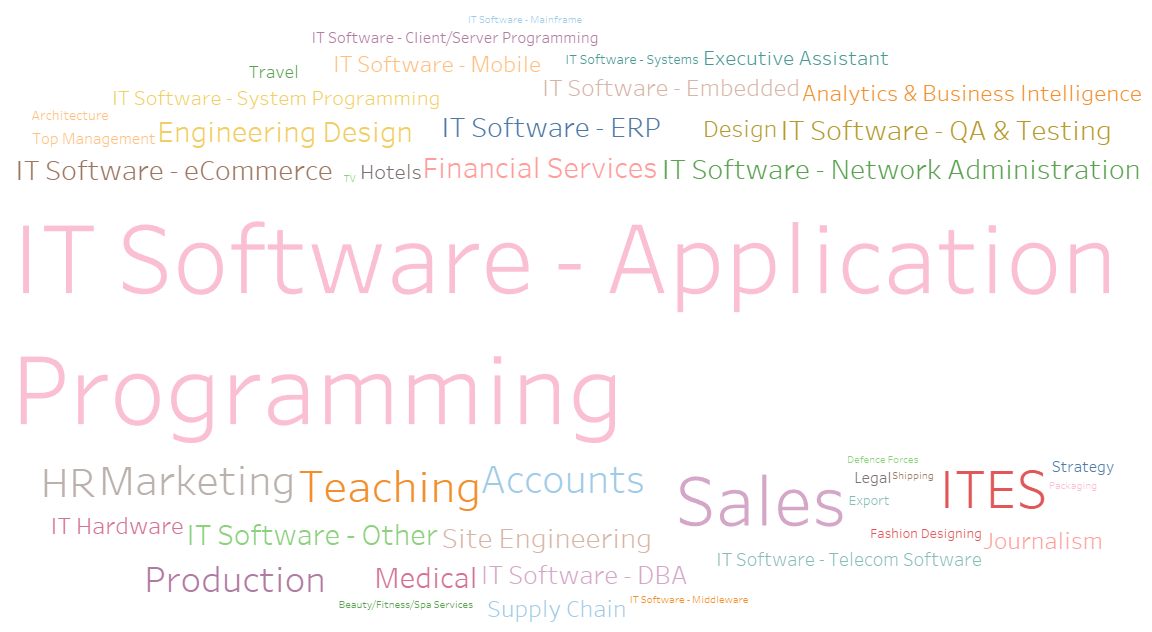 IT Software - Mainframe
IT Software - Client/Server Programming
Travel IT Software - Mobile IT Software - Systems Executive Assistant
IT Software - System Programming IT Software - Embedded Analytics & Business Intelligence
Architecture
Top Management Engineering Design IT Software - ERP Design IT Software - QA & Testing
IT Software - eCommerce TV Hotels Financial Services IT Software - Network Administration
IT Software - Application
Programming
HR Marketing Teaching Accounts Sales
Defence Forces
Legal Shipping
Export
ITES
Strategy
Packaging
IT Hardware IT Software - Other Site Engineering
Fashion Designing Journalism
IT Software - Telecom Software
Production Medical IT Software - DBA
Beauty/Fitness/Spa Services Supply Chain IT Software - Middleware